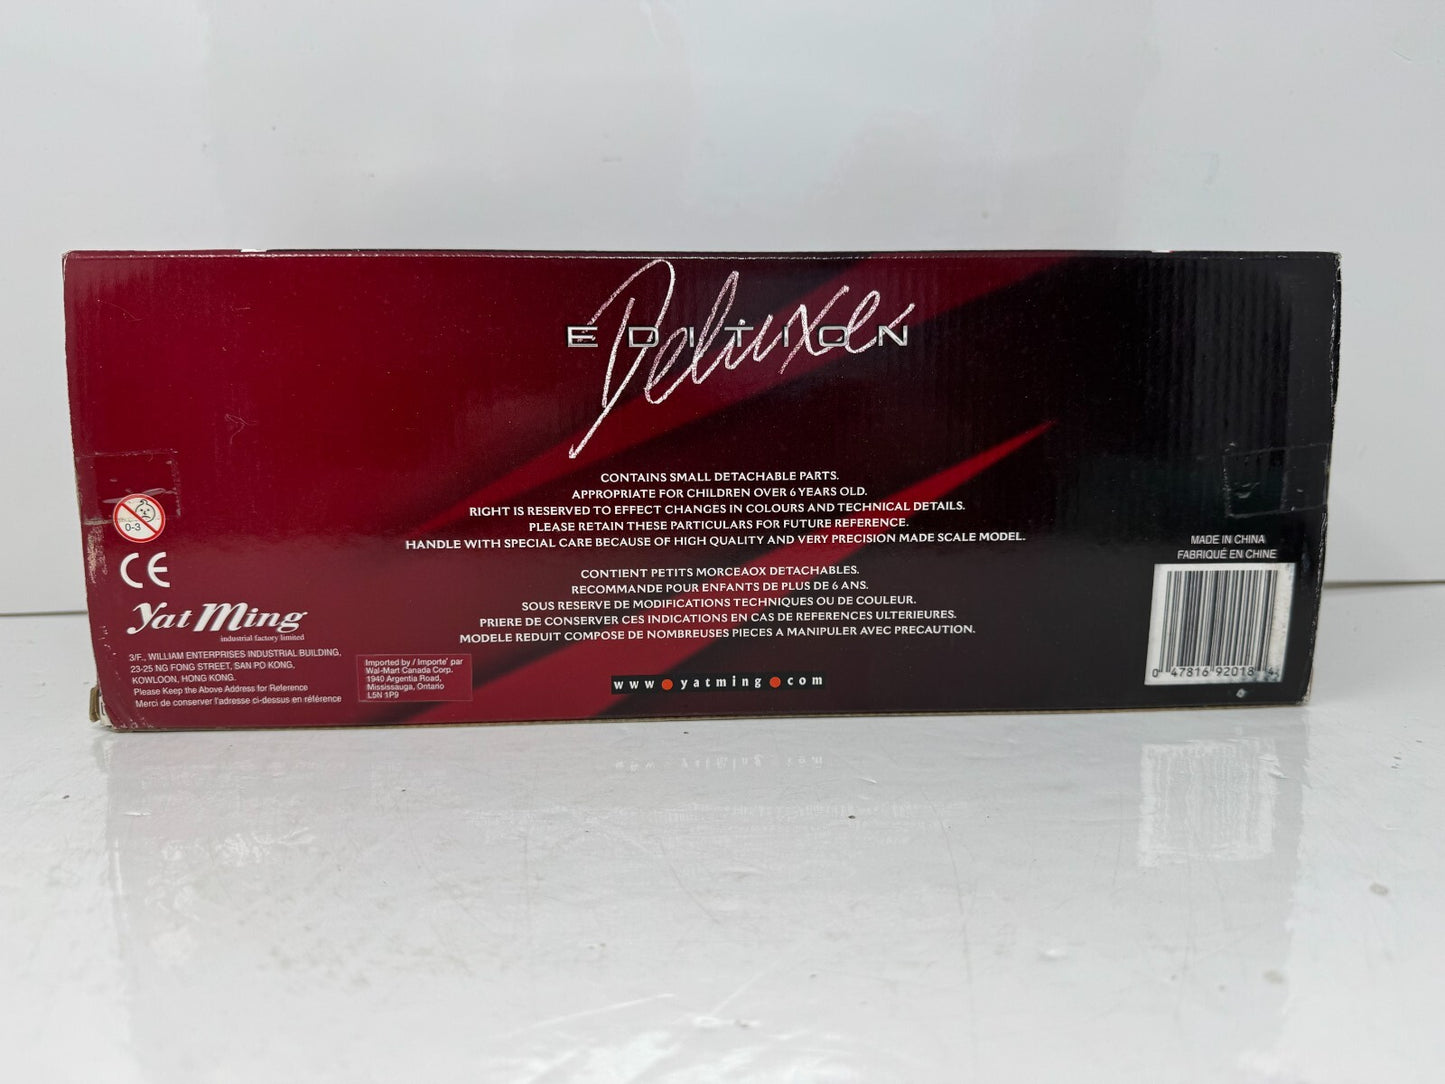 Deluxe
EDITION
CONTAINS SMALL DETACHABLE PARTS.
APPROPRIATE FOR CHILDREN OVER 6 YEARS OLD.
RIGHT IS RESERVED TO EFFECT CHANGES IN COLOURS AND TECHNICAL DETAILS.
PLEASE RETAIN THESE PARTICULARS FOR FUTURE REFERENCE.
HANDLE WITH SPECIAL CARE BECAUSE OF HIGH QUALITY AND VERY PRECISION MADE SCALE MODEL.
CONTIENT PETITS MORCEAOX DETACHABLES.
RECOMMANDE POUR ENFANTS DE PLUS DE 6 ANS.
SOUS RESERVE DE MODIFICATIONS TECHNIQUES OU DE COULEUR.
PRIERE DE CONSERVER CES INDICATIONS EN CAS DE REFERENCES ULTERIEURES.
MODELE REDUIT COMPOSE DE NOMBREUSES PIECES A MANIPULER AVEC PRECAUTION.
www.yatming.com
0-3
CE
Yat Ming
industrial factory limited
3/F., WILLIAM ENTERPRISES INDUSTRIAL BUILDING,
23-25 NG FONG STREET, SAN PO KONG,
KOWLOON, HONG KONG.
Please Keep the Above Address for Reference
Merci de conserver l'adresse ci-dessus en référence
Imported by / Importe' par
Wal-Mart Canada Corp.
1940 Argentia Road,
Mississauga, Ontario
L5N 1P9
MADE IN CHINA
FABRIQUÉ EN CHINE
0 47816 92018